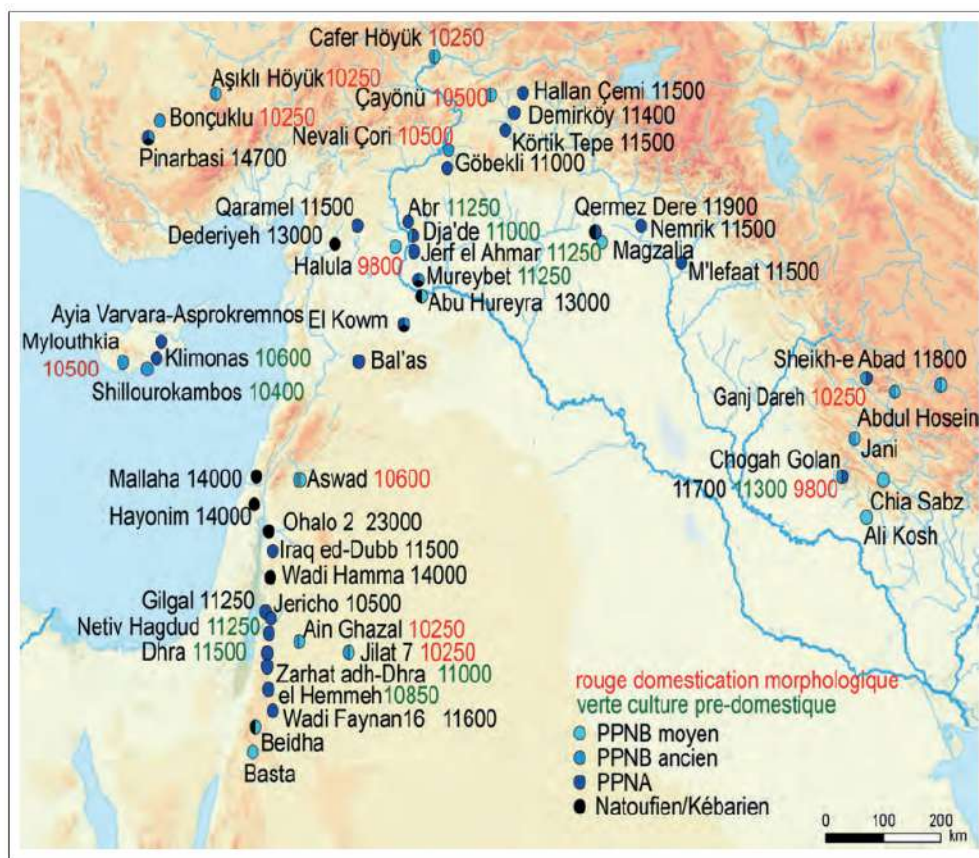 Cafer Höyük 10250
Aşıklı Höyük 10250
Çayönü 10500
Hallan Çemi 11500
Bonçuklu 10250
Demirköy 11400
Nevali Çori 10500
Körtik Tepe 11500
Pinarbasi 14700
Göbekli 11000
Qaramel 11500
Abr 11250
Qermez Dere 11900
Dederiyeh 13000
Dja'de 11000
Nemrik 11500
Halula 9800
Jerf el Ahmar 11250
Magzalia
M'lefaat 11500
Mureybet 11250
Abu Hureyra 13000
Ayia Varvara-Asprokremnos
El Kowm
Mylouthkia
10500
Klimonas 10600
Bal'as
Shillourokambos 10400
Sheikh-e Abad 11800
Ganj Dareh 10250
Abdul Hosein
Jani
Mallaha 14000
Aswad 10600
Chogah Golan
11700 11300 9800
Chia Sabz
Hayonim 14000
Ali Kosh
Ohalo 2 23000
Iraq ed-Dubb 11500
Wadi Hamma 14000
Gilgal 11250
Jericho 10500
Netiv Hagdud 11250
Ain Ghazal 10250
Dhra 11500
Jilat 7 10250
Zarhat adh-Dhra 11000
el Hemmeh 10850
Wadi Faynan16 11600
Beidha
Basta
rouge domestication morphologique
verte culture pre-domestique
PPNB moyen
PPNB ancien
PPNA
Natoufien/Kébarien
0 100 200
km